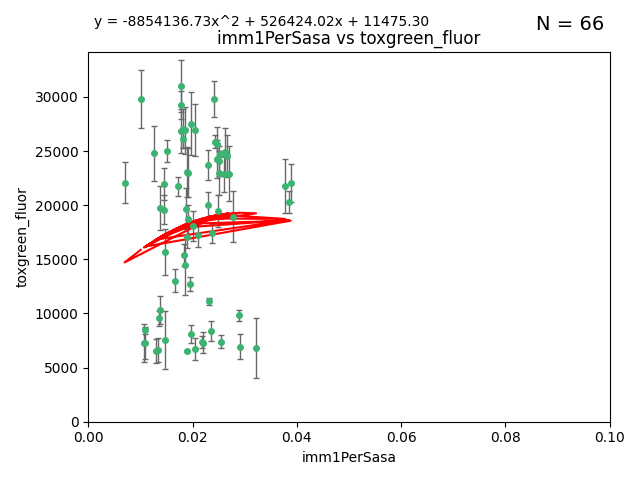 y = -8854136.73x^2 + 526424.02x + 11475.30
N = 66
imm1PerSasa vs toxgreen_fluor
toxgreen_fluor
30000
25000
20000
15000
10000
5000
0
0.00 0.02 0.04 0.06 0.08 0.10
imm1PerSasa